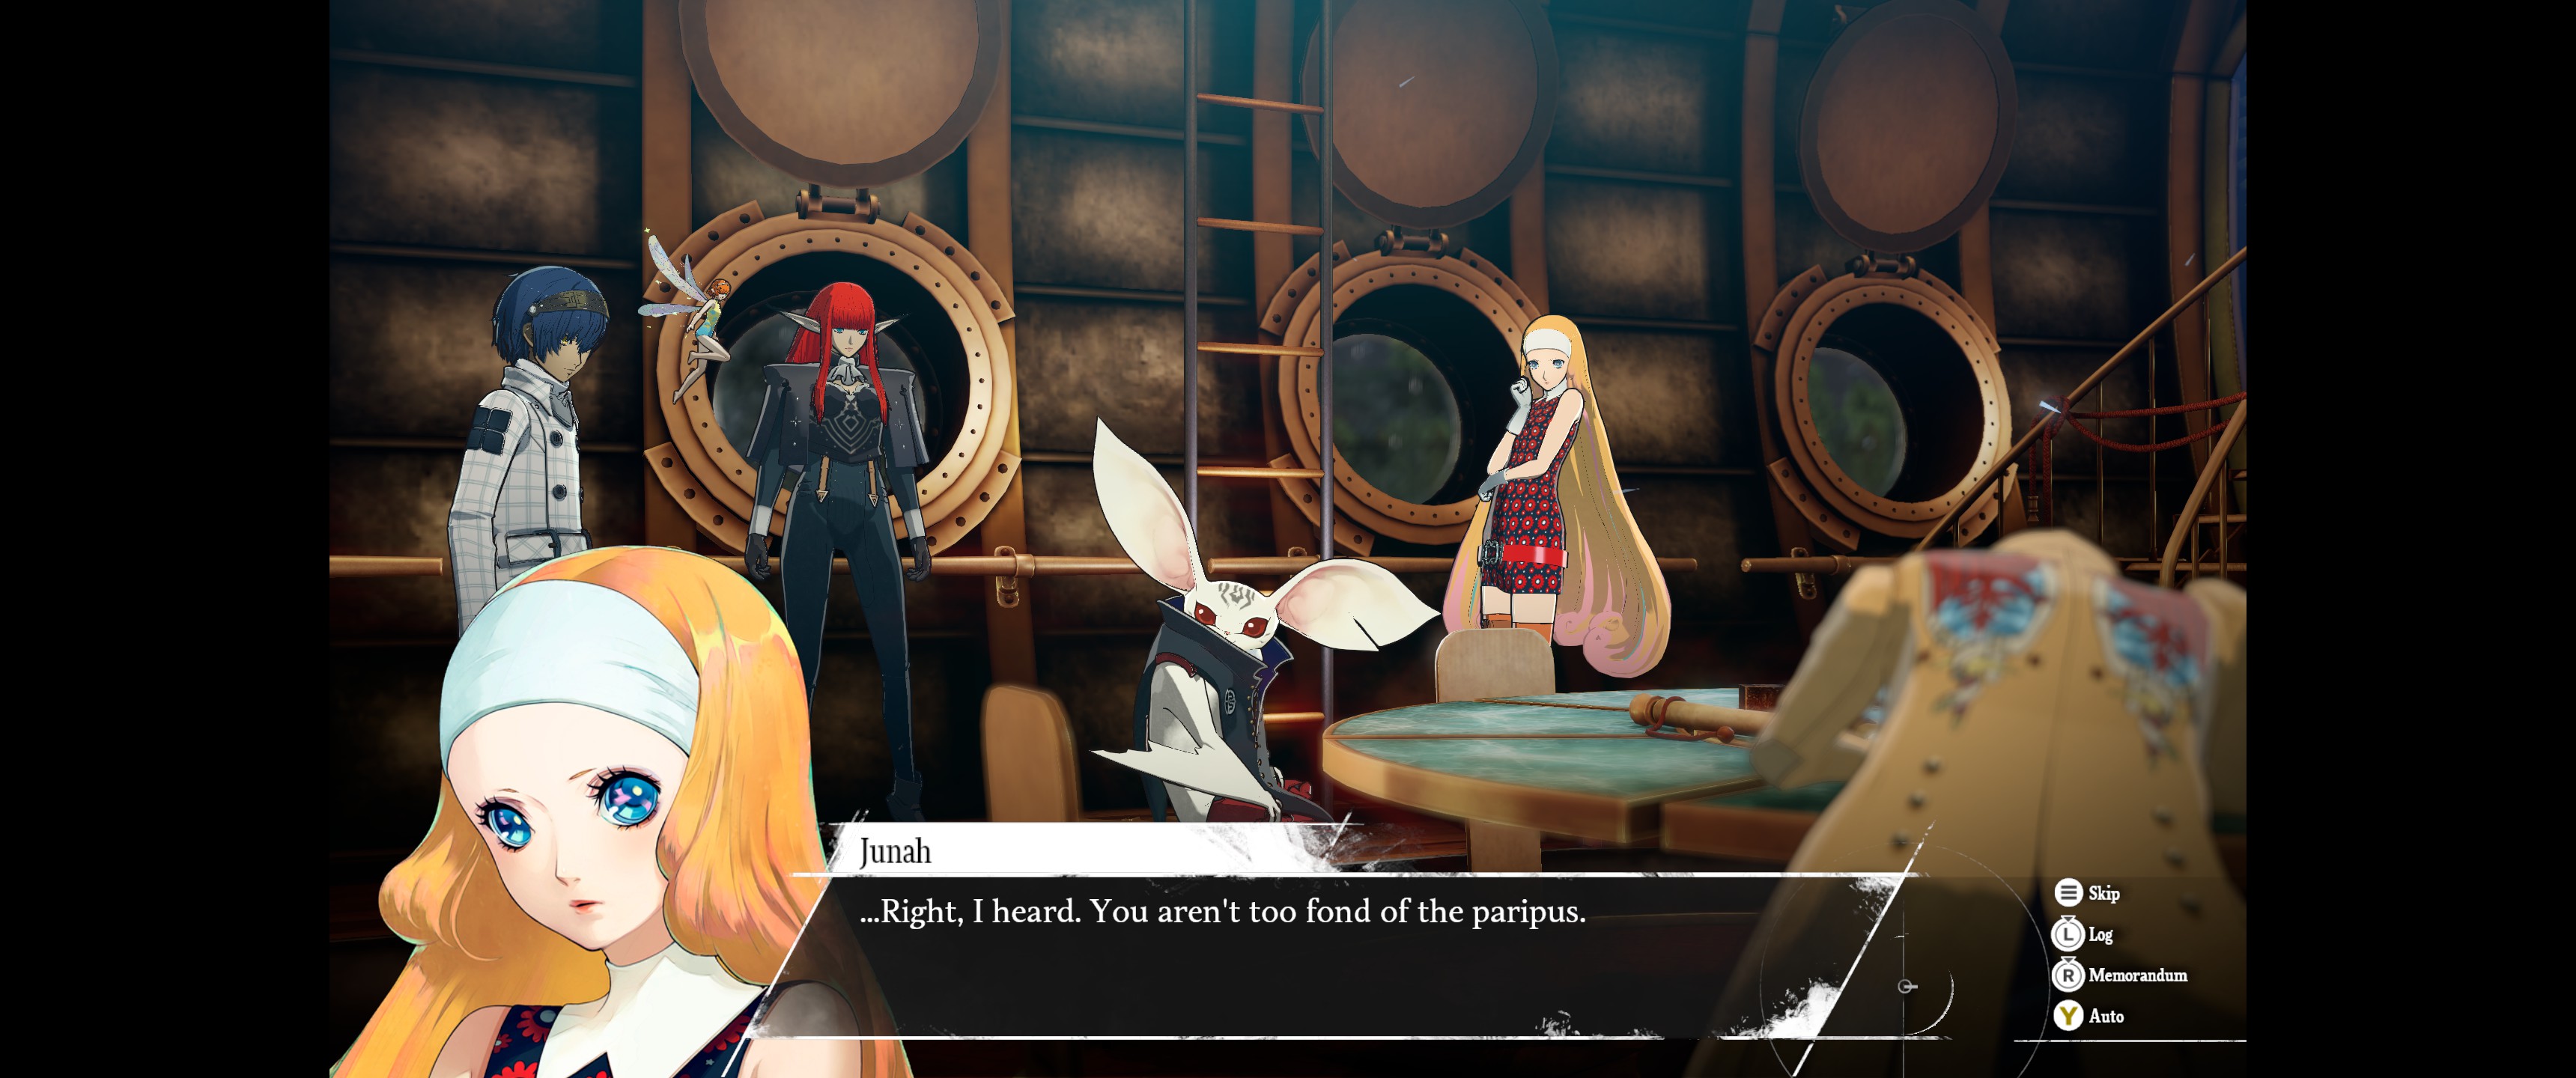 Junah
...Right, I heard. You aren't too fond of the paripus.
Skip
L Log
R Memorandum
Y Auto